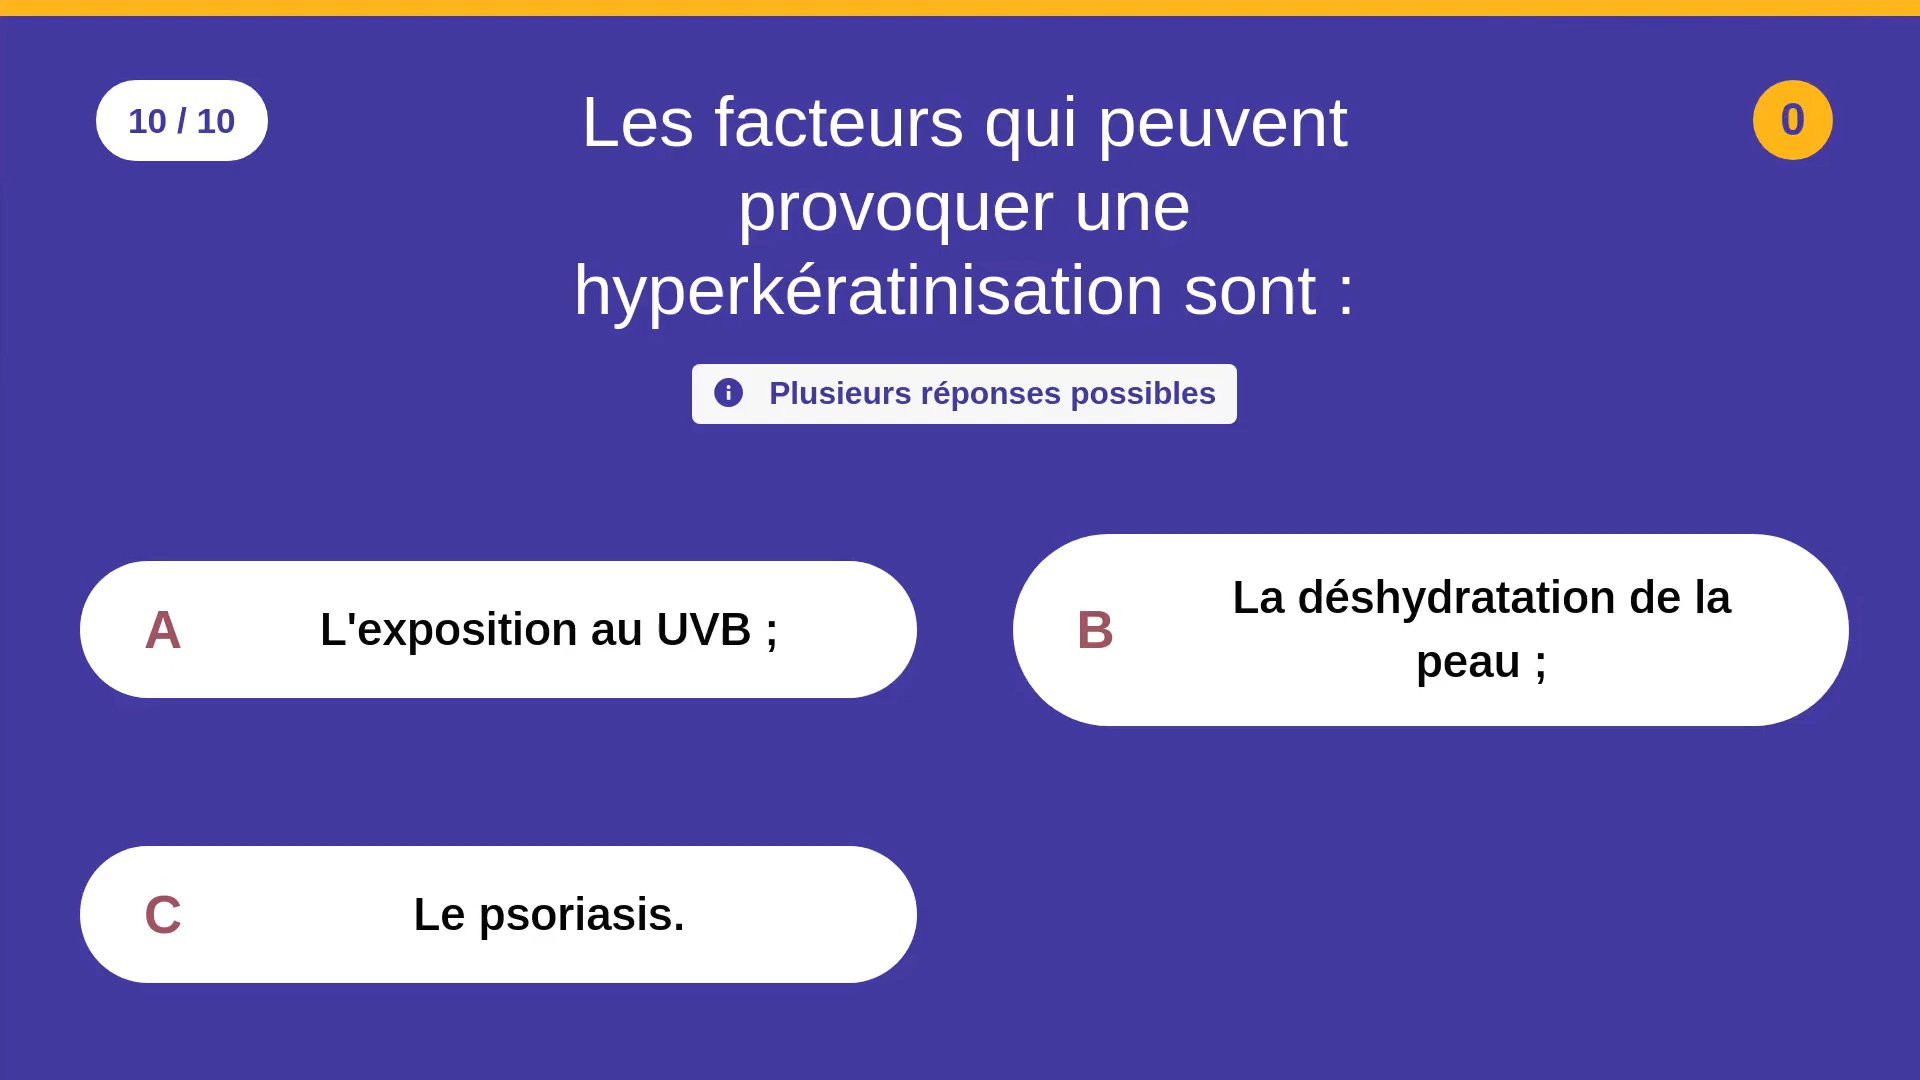 10 / 10
Les facteurs qui peuvent
provoquer une
hyperkératinisation sont :
0
Plusieurs réponses possibles
A
L'exposition au UVB ;
B
La déshydratation de la
peau ;
C
Le psoriasis.